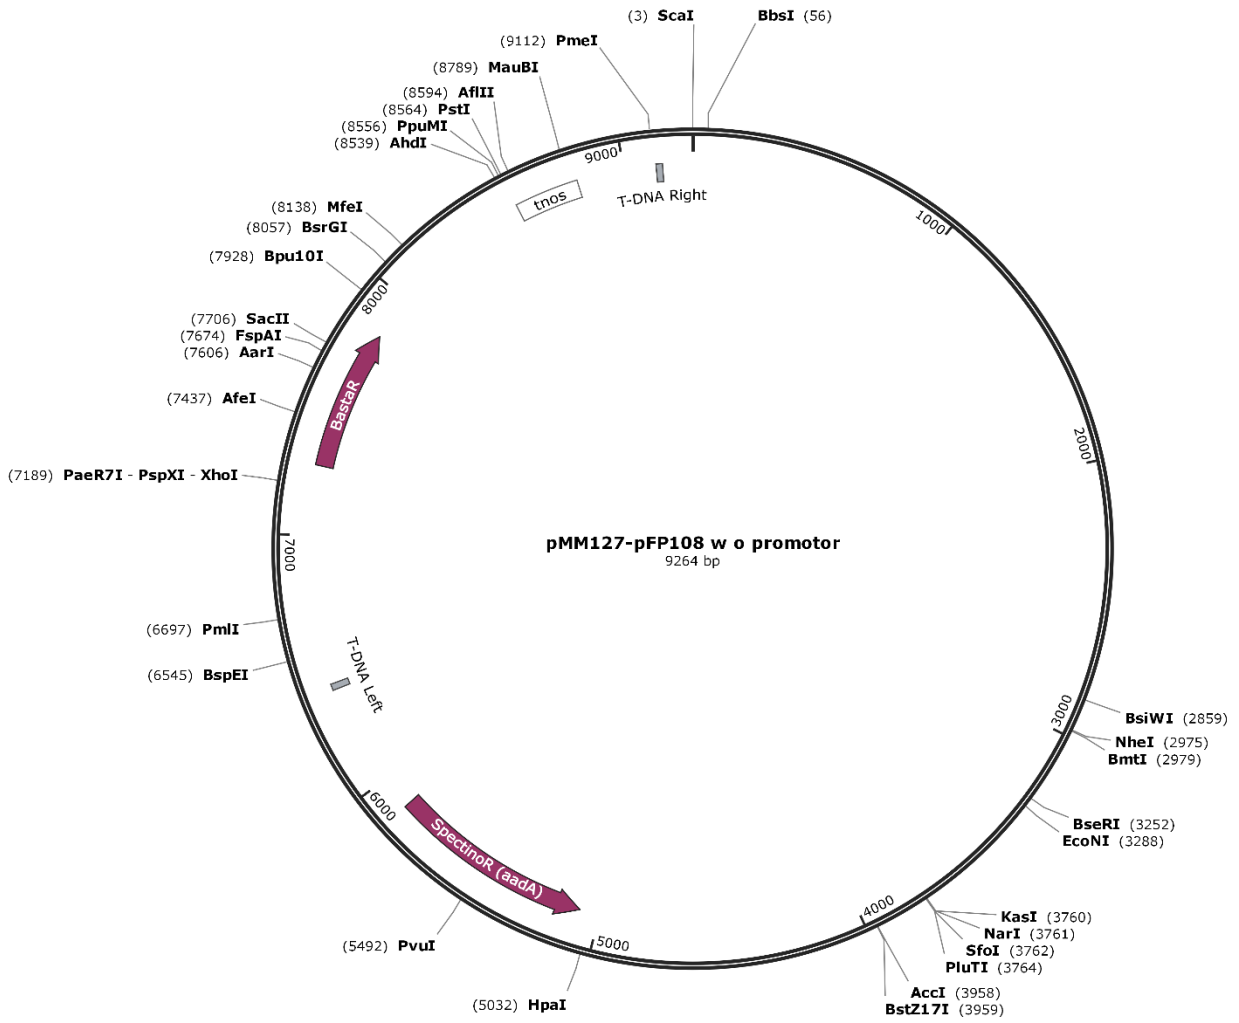 (3) ScaI
BbsI (56)
(9112) PmeI
(8789) MauBI
(8594) AflII
(8564) PstI
(8556) PpuMI
(8539) AhdI
9000
tnos
T-DNA Right
1000
(8138) MfeI
(8057) BsrGI
(7928) Bpu10I
8000
(7706) SacII
(7674) FspAI
(7606) AarI
(7437) AfeI
BastaR
2000
(7189) PaeR7I - PspXI - XhoI
7000
pMM127-pFP108 w o promotor
9264 bp
(6697) PmlI
(6545) BspEI
T-DNA Left
3000
BsiWI (2859)
NheI (2975)
BmtI (2979)
6000
BseRI (3252)
EcoNI (3288)
SpectinoR (aadA)
4000
KasI (3760)
NarI (3761)
SfoI (3762)
PluTI (3764)
(5492) PvuI
5000
AccI (3958)
BstZ17I (3959)
(5032) HpaI